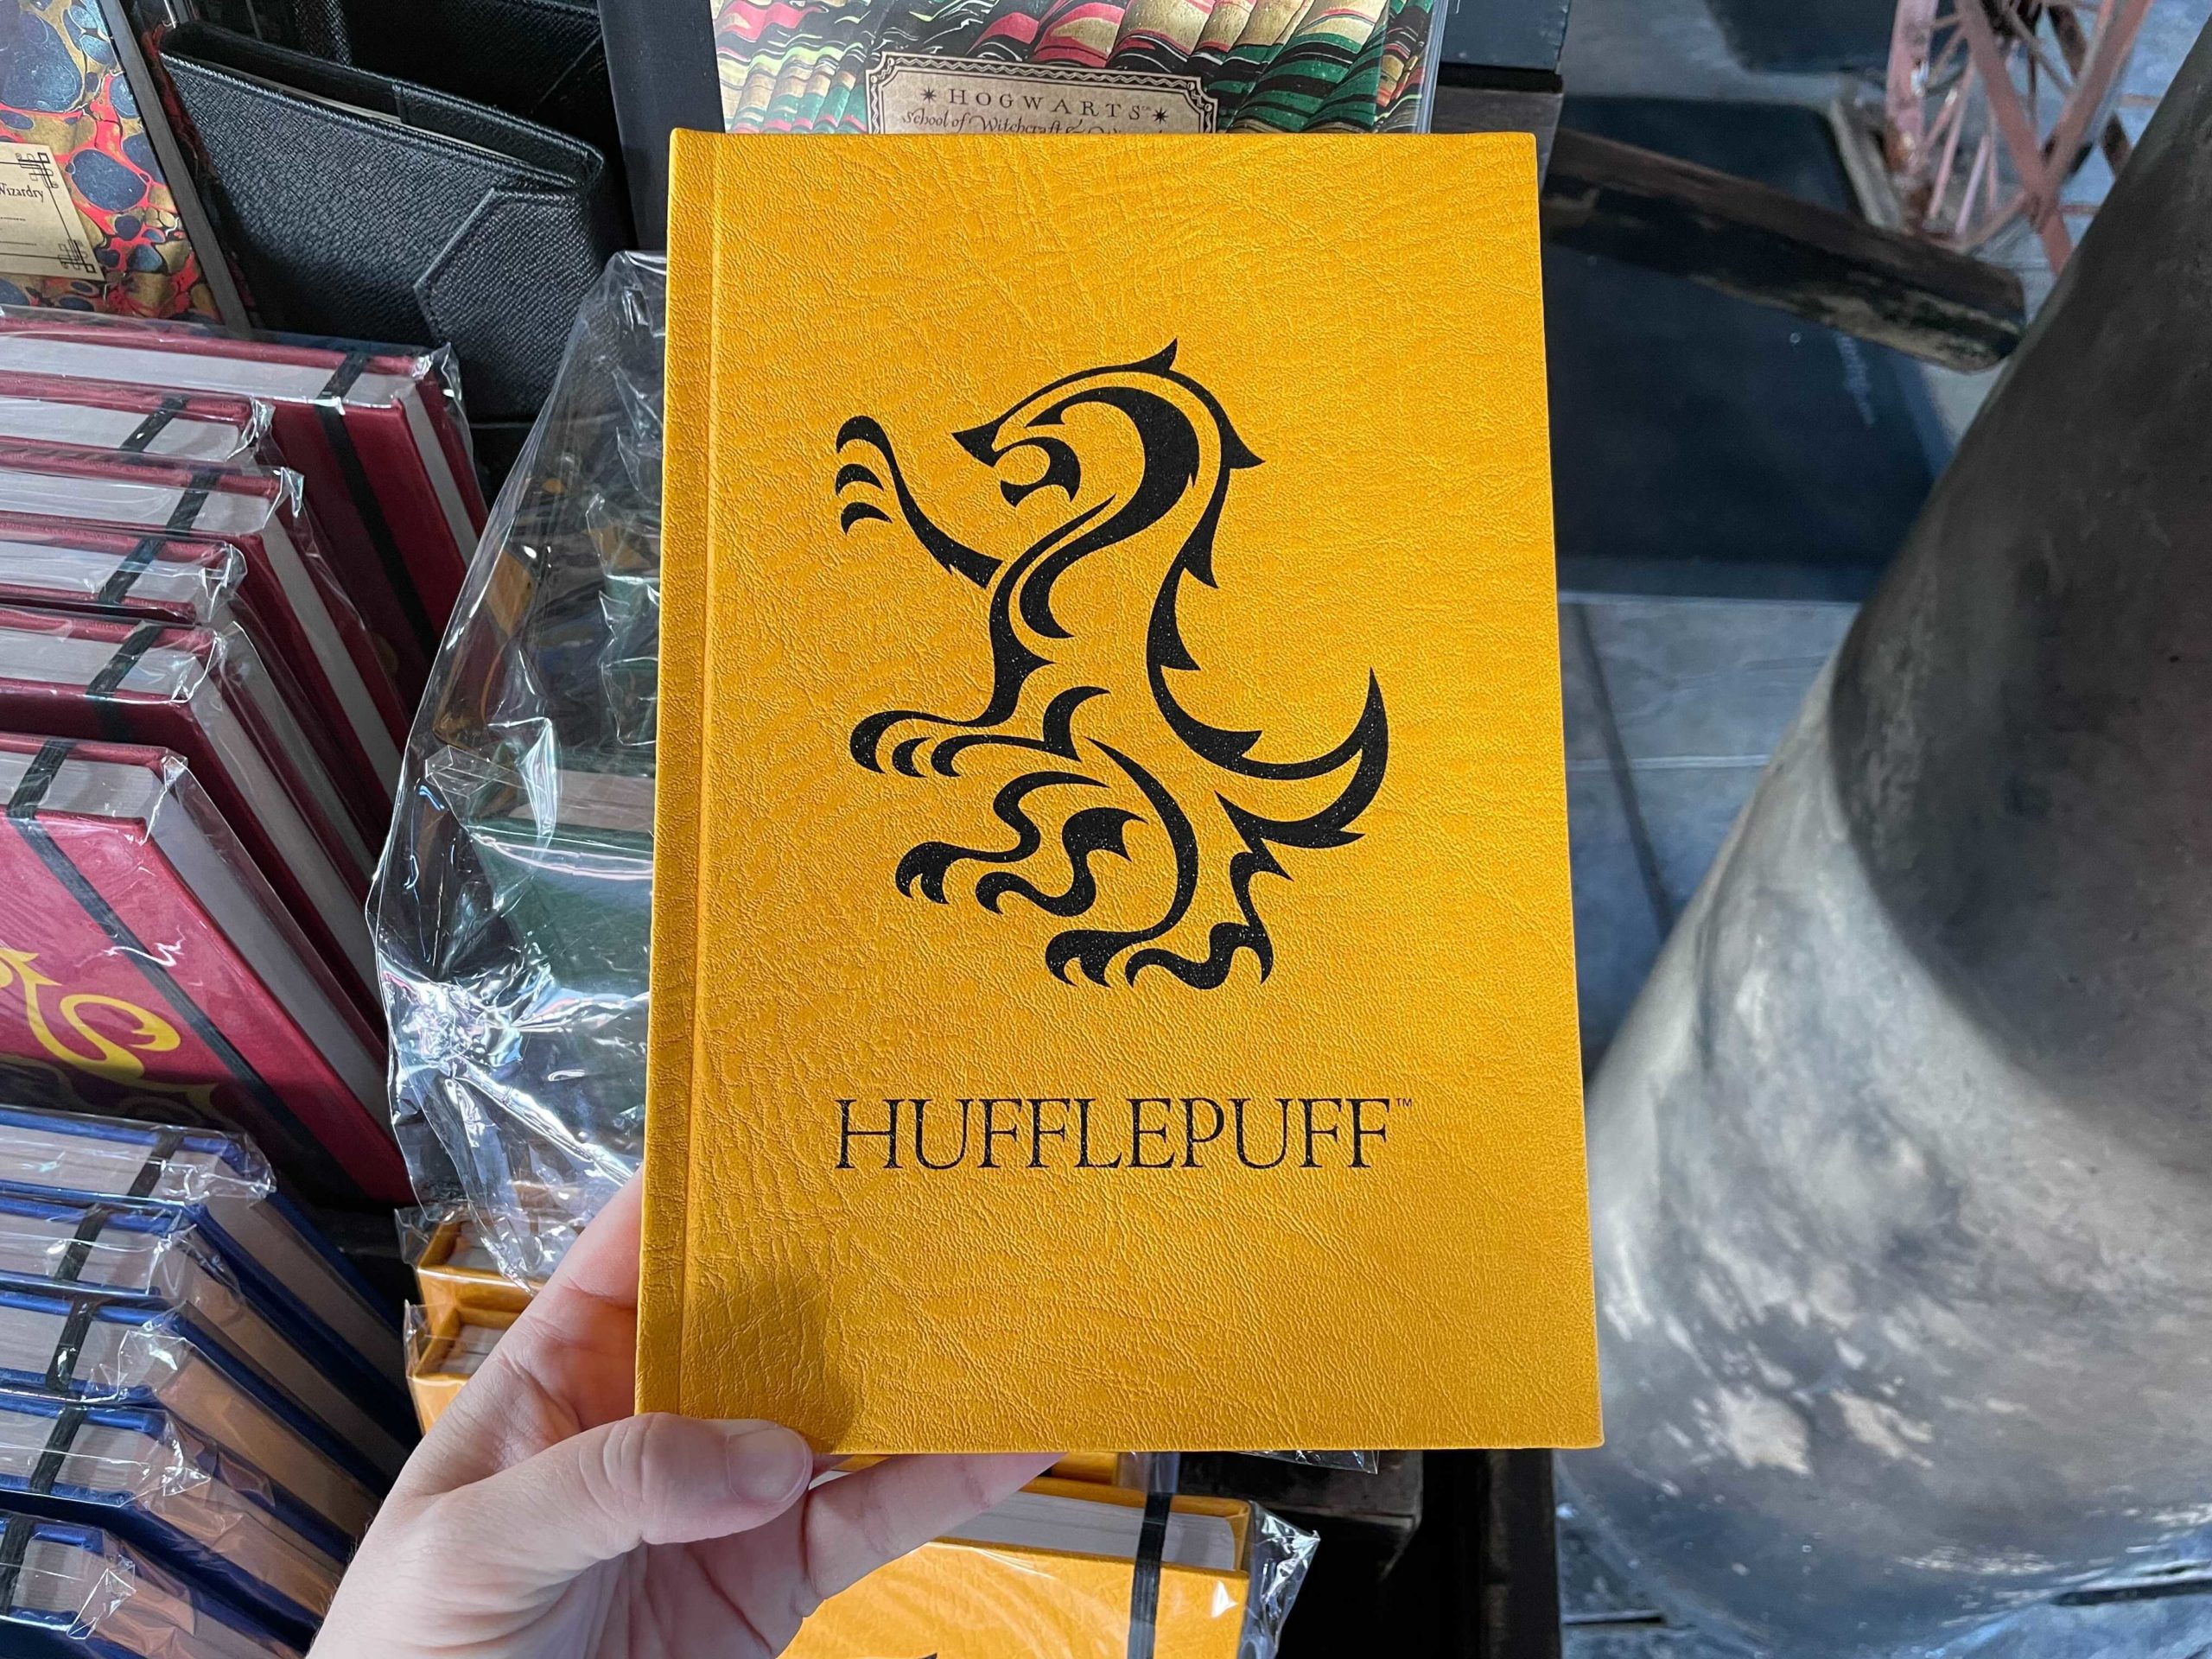 HOGWARTS™
School of Witchcraft &
Wizardry
HUFFLEPUFF™